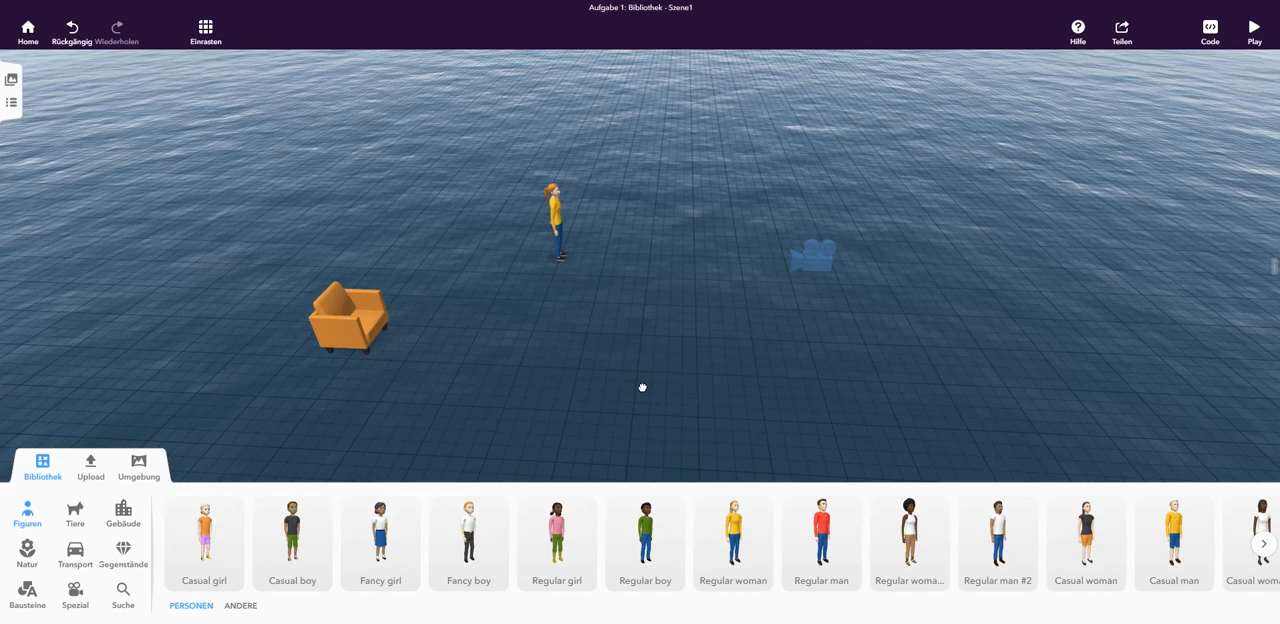 Aufgabe 1: Bibliothek - Szene1
Home Rückgängig Wiederholen Einrasten Hilfe Teilen Code Play
Bibliothek Upload Umgebung
Figuren Tiere Gebäude
Natur Transport Gegenstände
Bausteine Spezial Suche
Casual girl Casual boy Fancy girl Fancy boy Regular girl Regular boy Regular woman Regular man Regular woma... Regular man #2 Casual woman Casual man Casual wom
PERSONEN ANDERE